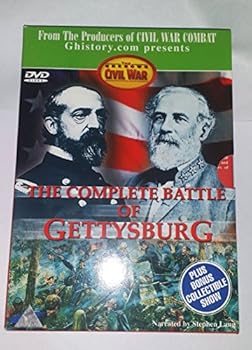 From The Producers of CIVIL WAR COMBAT
Ghistory.com presents
DVD
VIDEO
CIVIL WAR
THE COMPLETE BATTLE
OF
GETTYSBURG
PLUS
BONUS
COLLECTIBLE
SHOW
Narrated by Stephen Lang